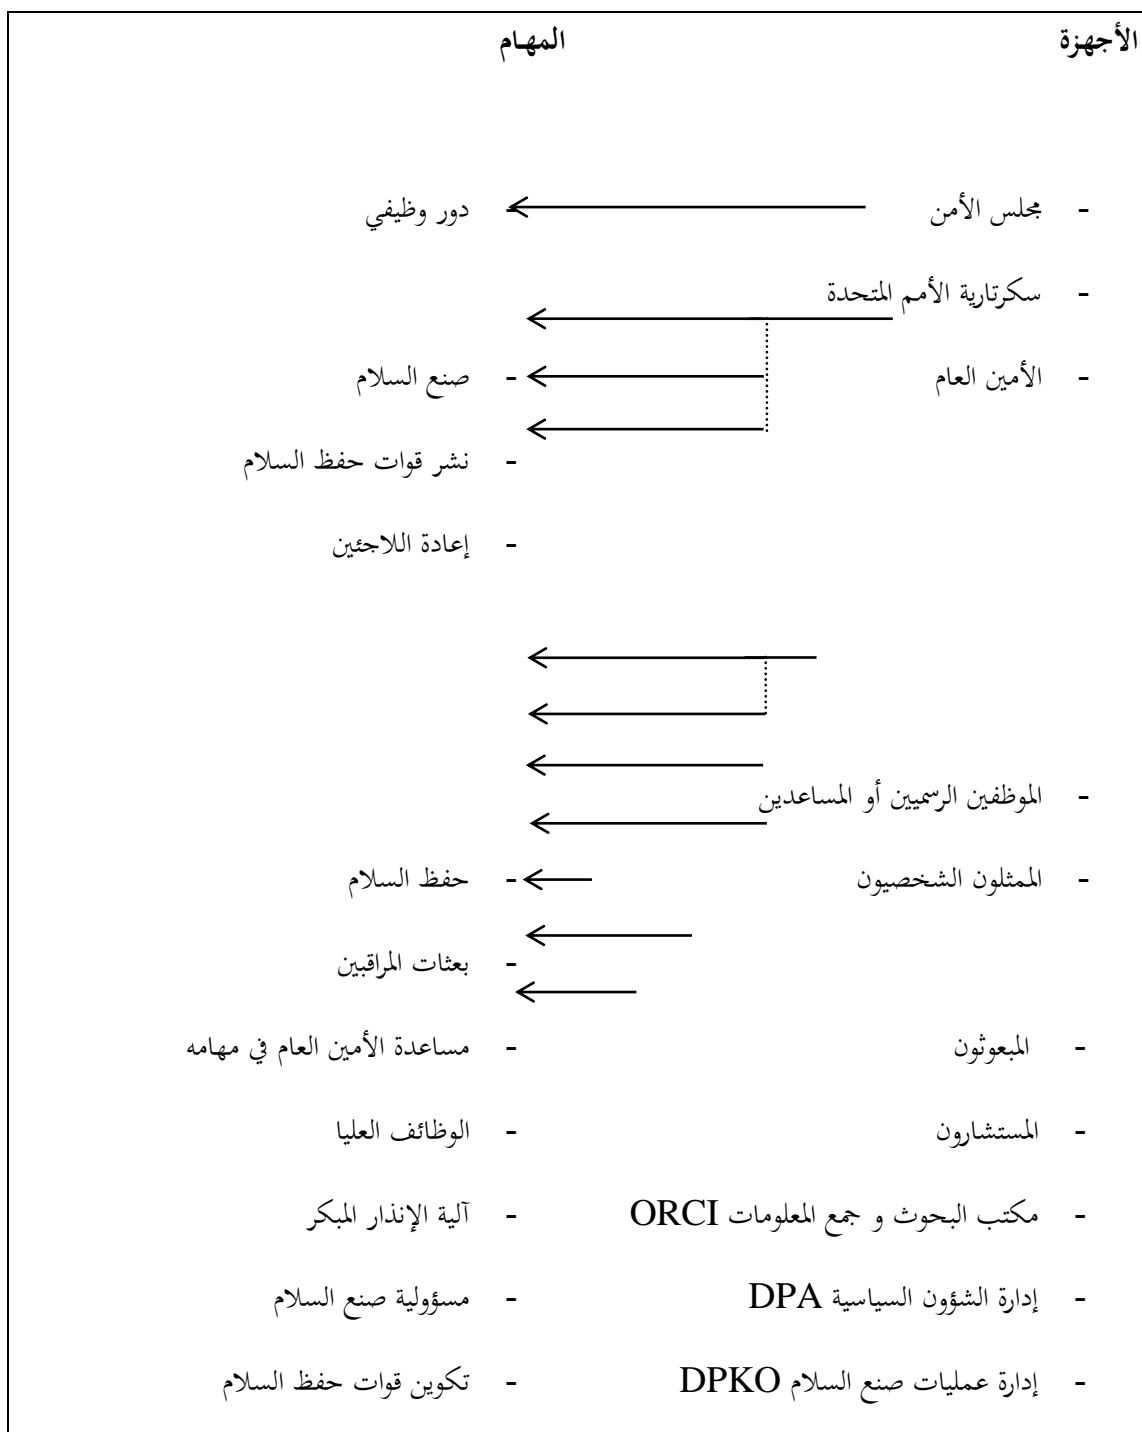 الأجهزة المهام
- مجلس الأمن - دور وظيفي
- سكرتارية الأمم المتحدة
- الأمين العام - صنع السلام
- نشر قوات حفظ السلام
- إعادة اللاجئين
- الموظفين الرسميين أو المساعدين
- الممثلون الشخصيون - حفظ السلام
- بعثات المراقبين
- المبعوثون - مساعدة الأمين العام في مهامه
- المستشارون - الوظائف العليا
- مكتب البحوث و جمع المعلومات ORCI - آلية الإنذار المبكر
- إدارة الشؤون السياسية DPA - مسؤولية صنع السلام
- إدارة عمليات صنع السلام DPKO - تكوين قوات حفظ السلام